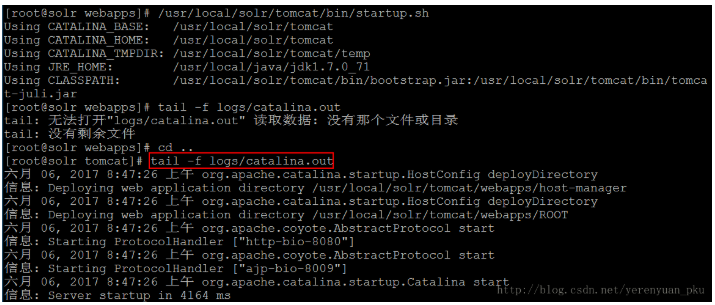 [root@solr webapps]# /usr/local/solr/tomcat/bin/startup.sh
Using CATALINA_BASE:   /usr/local/solr/tomcat
Using CATALINA_HOME:   /usr/local/solr/tomcat
Using CATALINA_TMPDIR: /usr/local/solr/tomcat/temp
Using JRE_HOME:        /usr/local/java/jdk1.7.0_71
Using CLASSPATH:       /usr/local/solr/tomcat/bin/bootstrap.jar:/usr/local/solr/tomcat/bin/tomca
t-juli.jar
[root@solr webapps]# tail -f logs/catalina.out
tail: 无法打开"logs/catalina.out" 读取数据: 没有那个文件或目录
tail: 没有剩余文件
[root@solr webapps]# cd ..
[root@solr tomcat]# tail -f logs/catalina.out
六月 06, 2017 8:47:26 上午 org.apache.catalina.startup.HostConfig deployDirectory
信息: Deploying web application directory /usr/local/solr/tomcat/webapps/host-manager
六月 06, 2017 8:47:26 上午 org.apache.catalina.startup.HostConfig deployDirectory
信息: Deploying web application directory /usr/local/solr/tomcat/webapps/ROOT
六月 06, 2017 8:47:26 上午 org.apache.coyote.AbstractProtocol start
信息: Starting ProtocolHandler ["http-bio-8080"]
六月 06, 2017 8:47:26 上午 org.apache.coyote.AbstractProtocol start
信息: Starting ProtocolHandler ["ajp-bio-8009"]
六月 06, 2017 8:47:26 上午 org.apache.catalina.startup.Catalina start
信息: Server startup in 4164 ms
http://blog.csdn.net/yerenyuan_pku